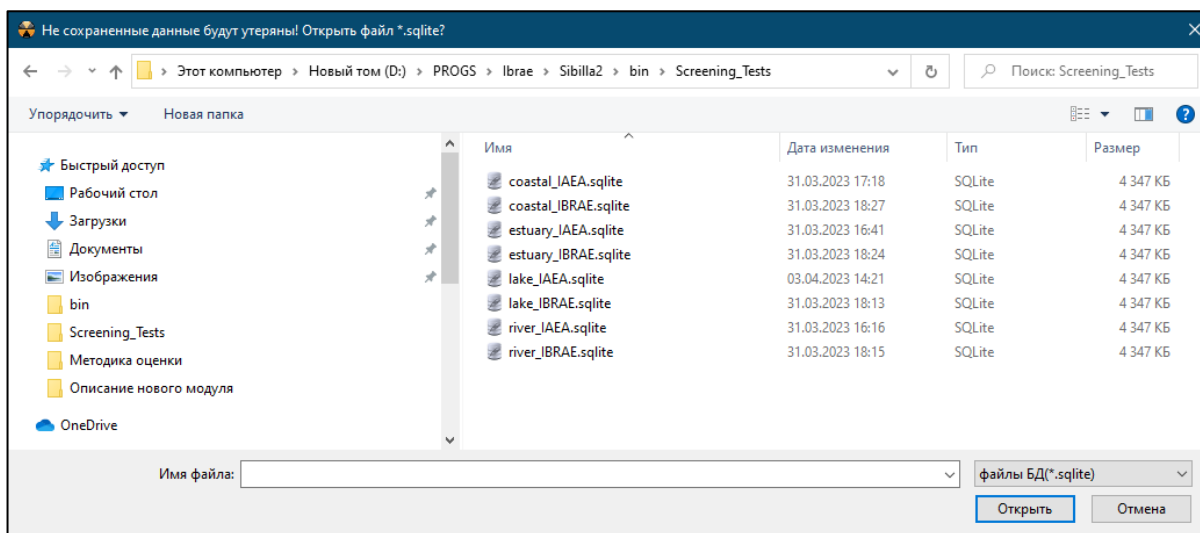 Не сохраненные данные будут утеряны! Открыть файл *.sqlite?
Этот компьютер > Новый том (D:) > PROGS > Ibrae > Sibilla2 > bin > Screening_Tests
Поиск: Screening_Tests
Упорядочить Новая папка
Имя Дата изменения Тип Размер
Быстрый доступ
Рабочий стол
Загрузки
Документы
Изображения
bin
Screening_Tests
Методика оценки
Описание нового модуля
OneDrive
coastal_IAEA.sqlite 31.03.2023 17:18 SQLite 4 347 КБ
coastal_IBRAE.sqlite 31.03.2023 18:27 SQLite 4 347 КБ
estuary_IAEA.sqlite 31.03.2023 16:41 SQLite 4 347 КБ
estuary_IBRAE.sqlite 31.03.2023 18:24 SQLite 4 347 КБ
lake_IAEA.sqlite 03.04.2023 14:21 SQLite 4 347 КБ
lake_IBRAE.sqlite 31.03.2023 18:13 SQLite 4 347 КБ
river_IAEA.sqlite 31.03.2023 16:16 SQLite 4 347 КБ
river_IBRAE.sqlite 31.03.2023 18:15 SQLite 4 347 КБ
Имя файла:
файлы БД(*.sqlite)
Открыть Отмена